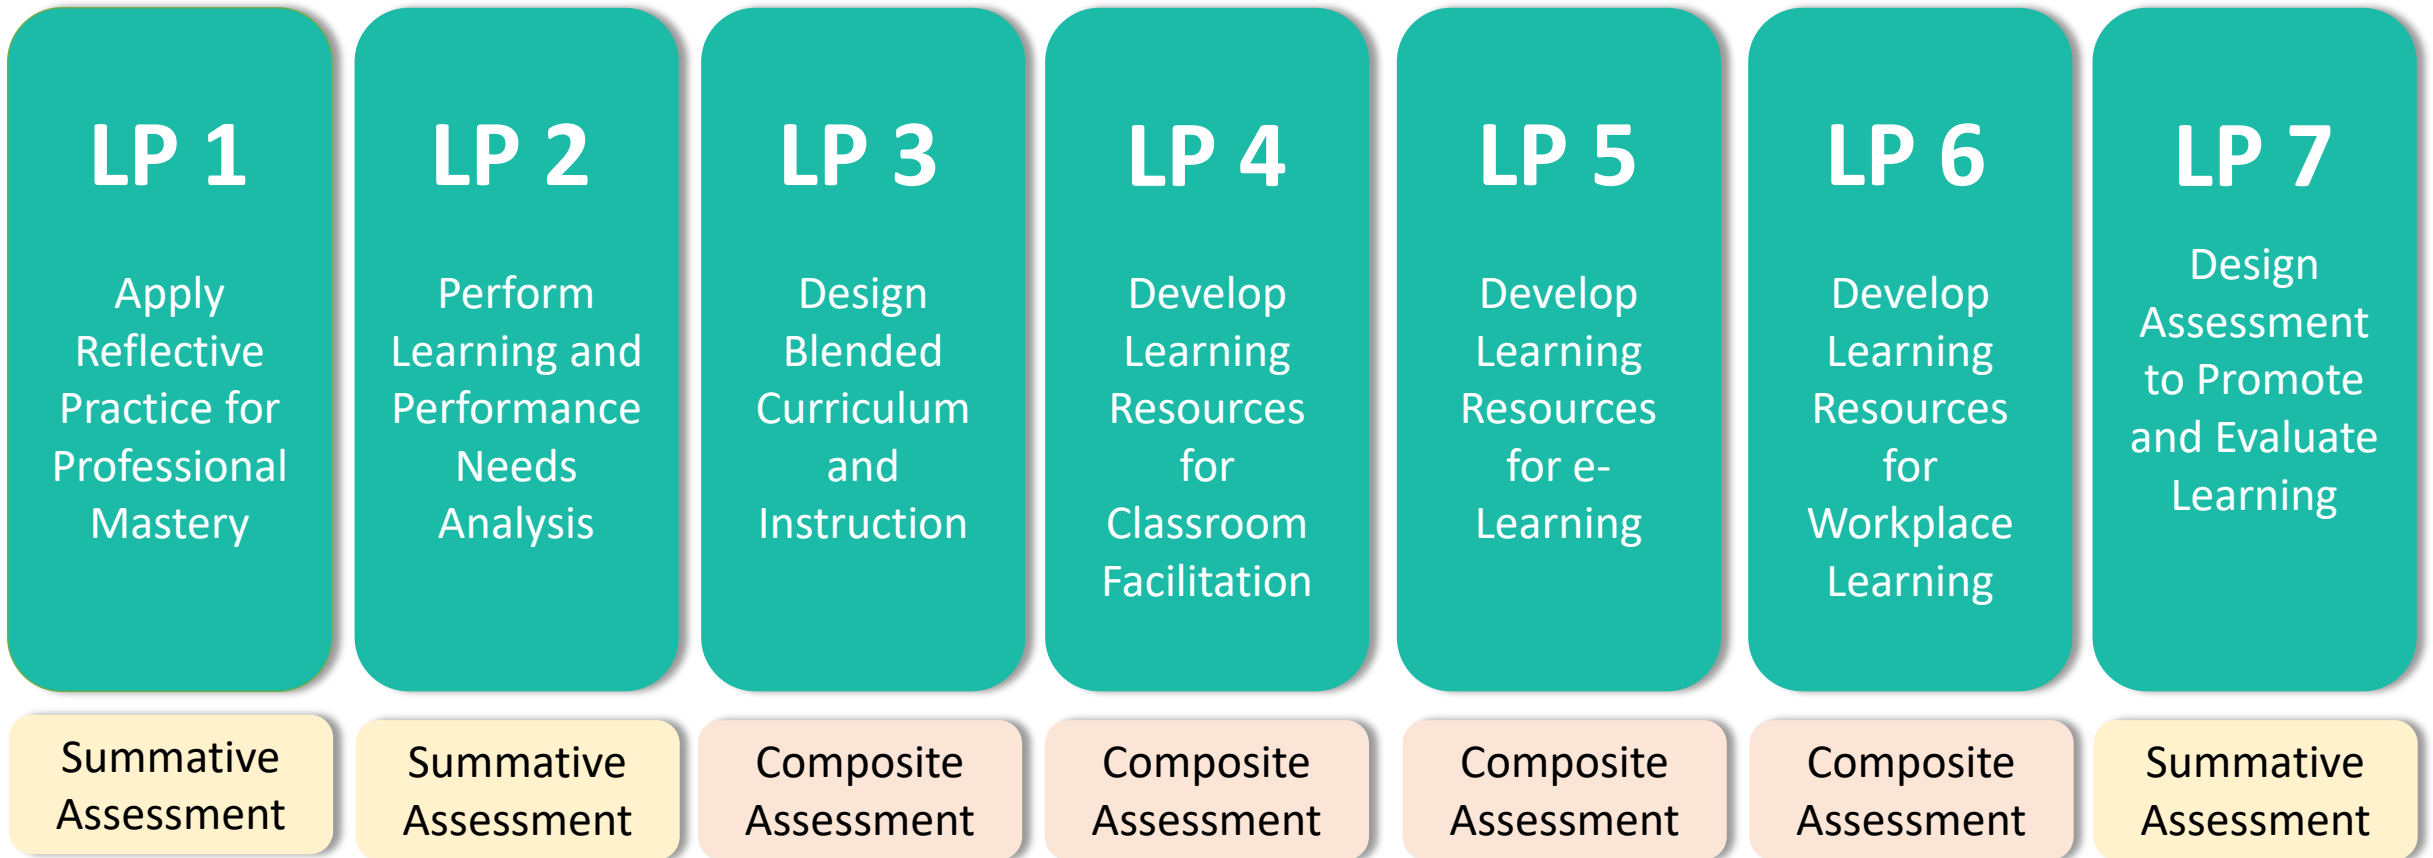 LP 1
Apply
Reflective
Practice for
Professional
Mastery
Summative
Assessment
LP 2
Perform
Learning and
Performance
Needs
Analysis
Summative
Assessment
LP 3
Design
Blended
Curriculum
and
Instruction
Composite
Assessment
LP 4
Develop
Learning
Resources
for
Classroom
Facilitation
Composite
Assessment
LP 5
Develop
Learning
Resources
for e-
Learning
Composite
Assessment
LP 6
Develop
Learning
Resources
for
Workplace
Learning
Composite
Assessment
LP 7
Design
Assessment
to Promote
and Evaluate
Learning
Summative
Assessment